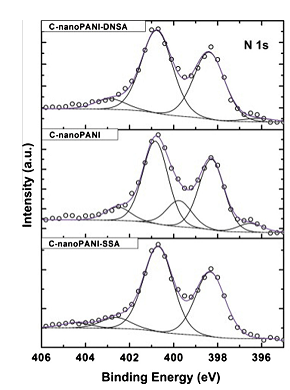 C-nanoPANI-DNSA
N 1s
C-nanoPANI
Intensity (a.u.)
C-nanoPANI-SSA
406 404 402 400 398 396
Binding Energy (eV)